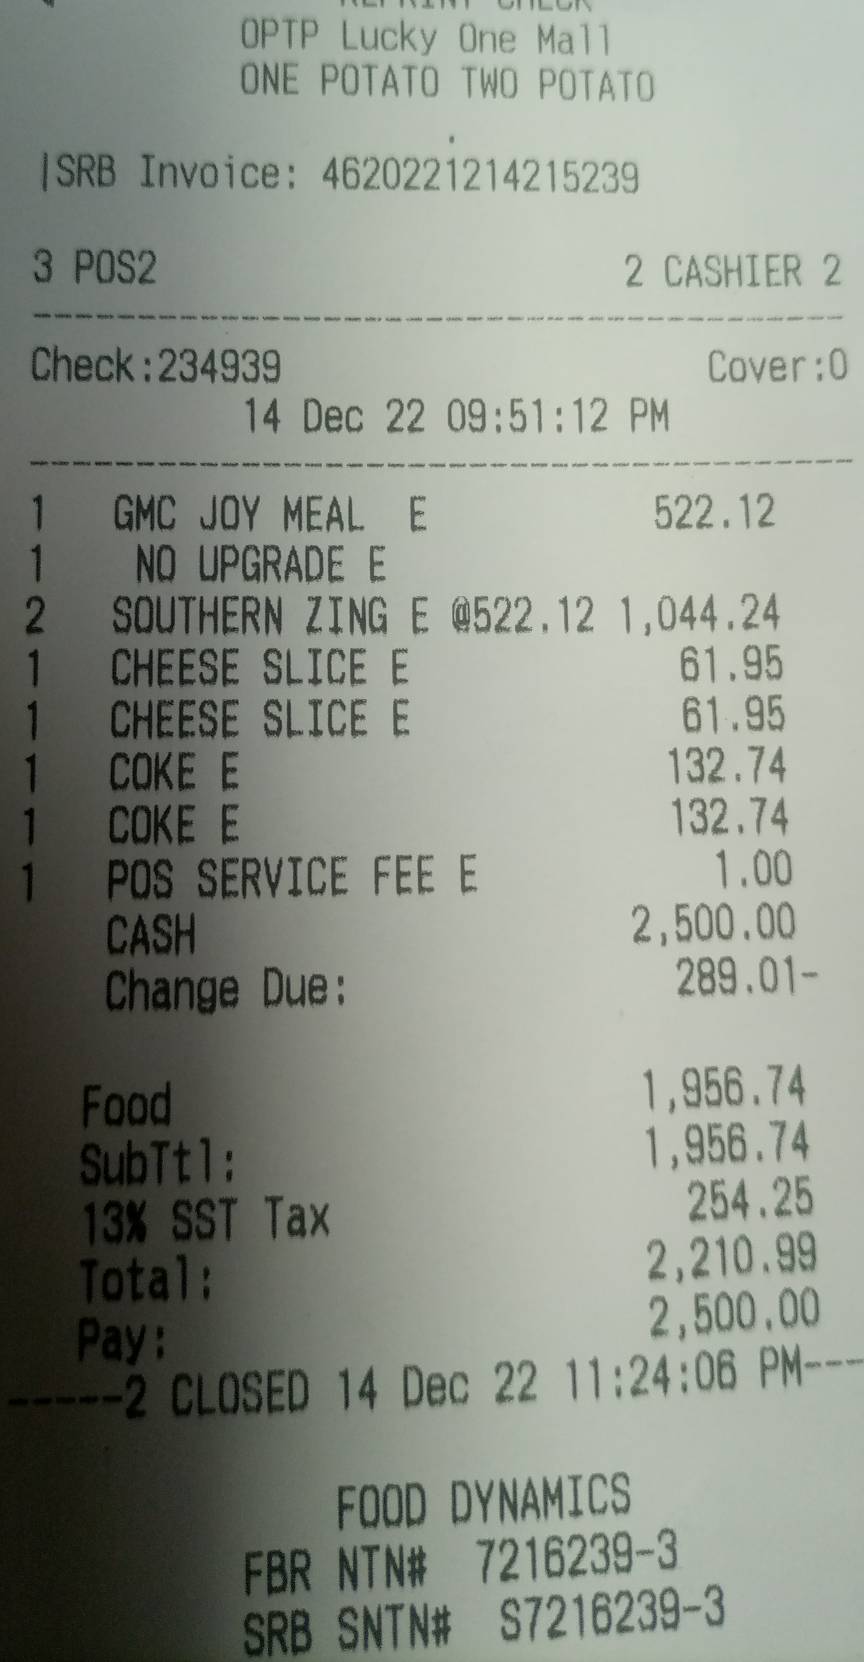 REPRINT CHECK
OPTP Lucky One Mall
ONE POTATO TWO POTATO
|SRB Invoice: 4620221214215239
3 POS2 2 CASHIER 2
--------------------------------------
Check:234939 Cover:0
14 Dec 22 09:51:12 PM
--------------------------------------
1 GMC JOY MEAL E 522.12
1 NO UPGRADE E
2 SOUTHERN ZING E @522.12 1,044.24
1 CHEESE SLICE E 61.95
1 CHEESE SLICE E 61.95
1 COKE E 132.74
1 COKE E 132.74
1 POS SERVICE FEE E 1.00
CASH 2,500.00
Change Due: 289.01-
Food 1,956.74
SubTtl: 1,956.74
13% SST Tax 254.25
Total: 2,210.99
Pay: 2,500.00
-----2 CLOSED 14 Dec 22 11:24:06 PM---
FOOD DYNAMICS
FBR NTN# 7216239-3
SRB SNTN# S7216239-3